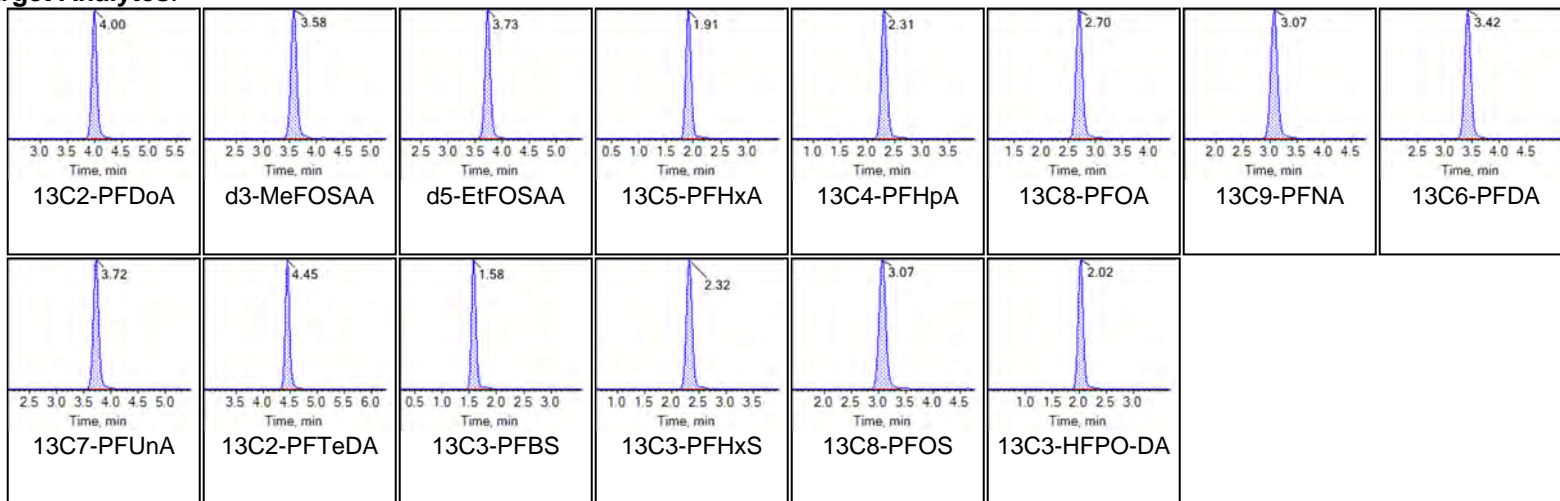 4.00 3.58 3.73 1.91 2.31 2.70 3.07 3.42
3.0 3.5 4.0 4.5 5.0 5.5 2.5 3.0 3.5 4.0 4.5 5.0 2.5 3.0 3.5 4.0 4.5 5.0 0.5 1.0 1.5 2.0 2.5 3.0 1.0 1.5 2.0 2.5 3.0 3.5 1.5 2.0 2.5 3.0 3.5 4.0 2.0 2.5 3.0 3.5 4.0 4.5 2.5 3.0 3.5 4.0 4.5
Time, min Time, min Time, min Time, min Time, min Time, min Time, min Time, min
13C2-PFDoA d3-MeFOSAA d5-EtFOSAA 13C5-PFHxA 13C4-PFHpA 13C8-PFOA 13C9-PFNA 13C6-PFDA
3.72 4.45 1.58 2.32 3.07 2.02
2.5 3.0 3.5 4.0 4.5 5.0 3.5 4.0 4.5 5.0 5.5 6.0 0.5 1.0 1.5 2.0 2.5 3.0 1.0 1.5 2.0 2.5 3.0 3.5 2.0 2.5 3.0 3.5 4.0 4.5 1.0 1.5 2.0 2.5 3.0
Time, min Time, min Time, min Time, min Time, min Time, min
13C7-PFUnA 13C2-PFTeDA 13C3-PFBS 13C3-PFHxS 13C8-PFOS 13C3-HFPO-DA